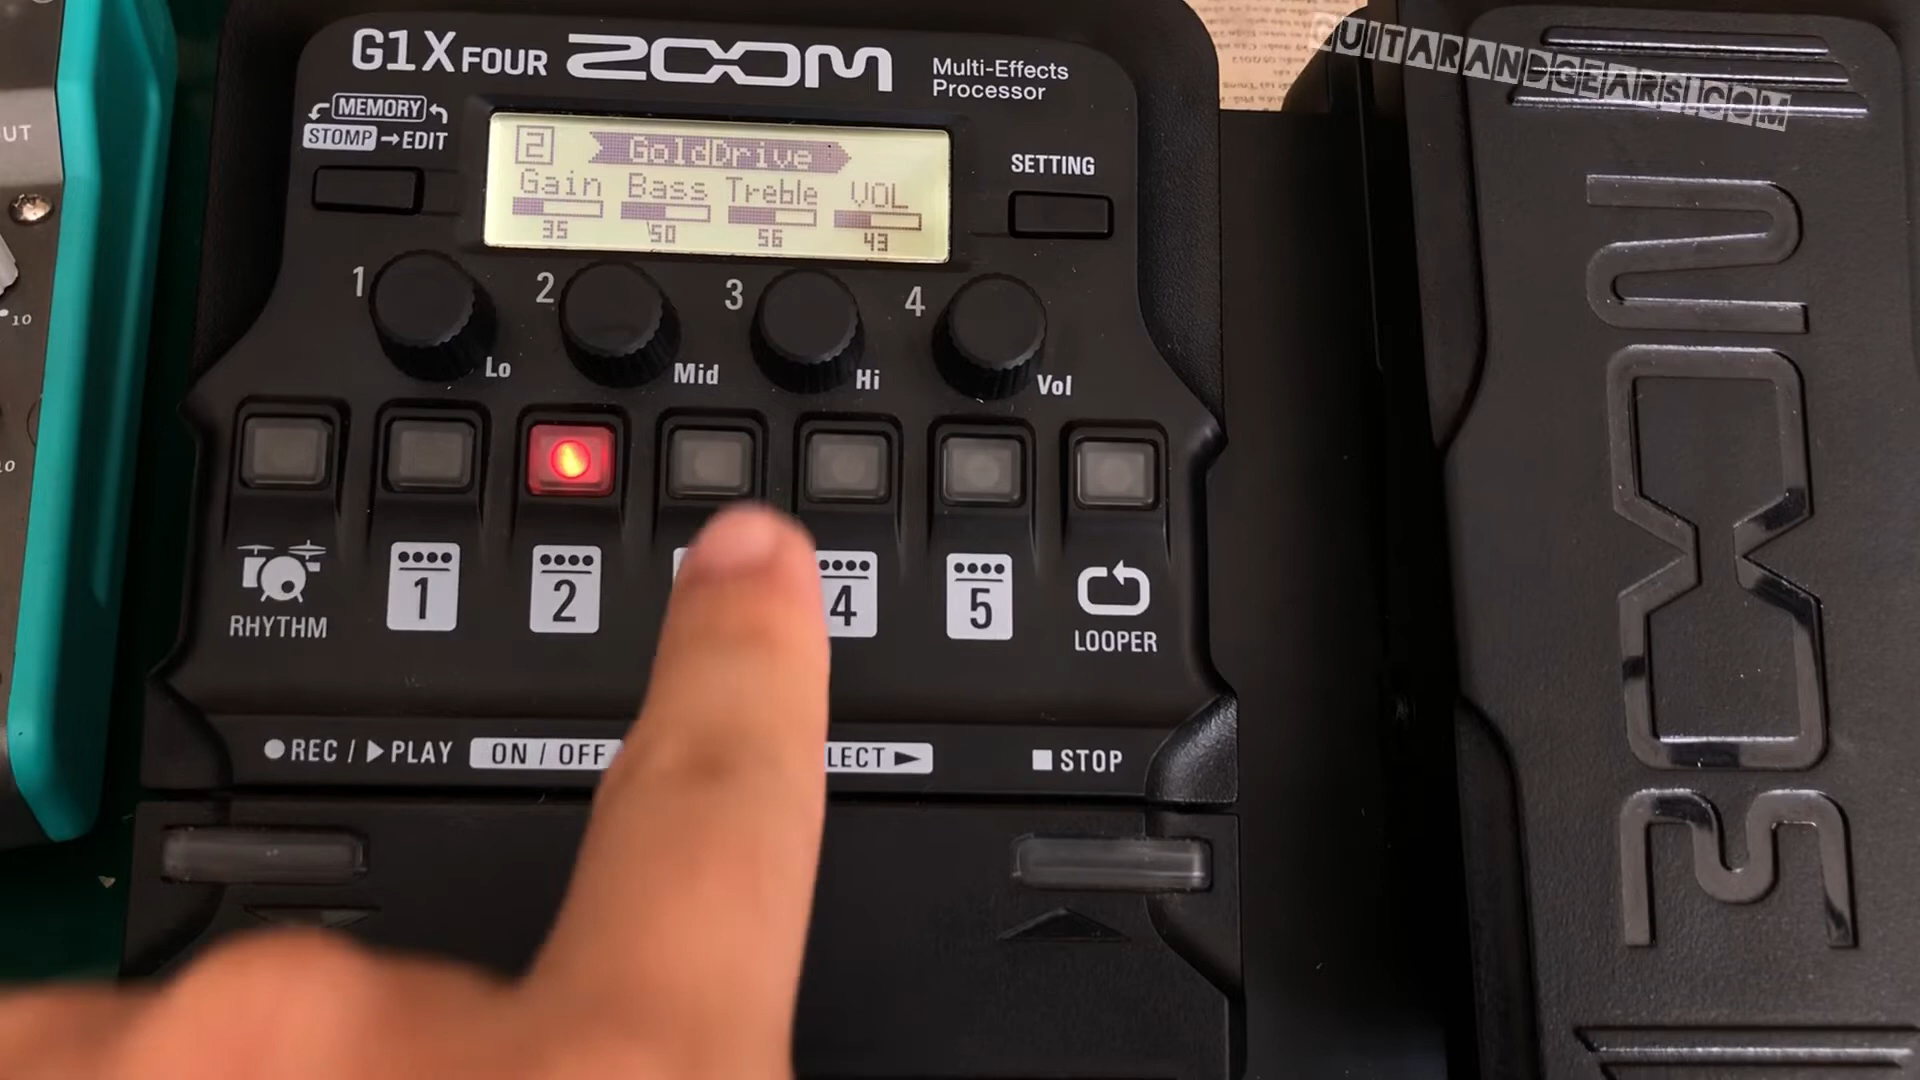 GUITARANDGEARS.COM
G1X FOUR ZOOM
Multi-Effects
Processor
MEMORY
STOMP → EDIT
SETTING
2 GoldDrive
Gain Bass Treble VOL
35 50 56 43
1 2 3 4
Lo Mid Hi Vol
1 2 4 5
RHYTHM LOOPER
●REC / ▶PLAY ON / OFF ■STOP
10
ZOOM